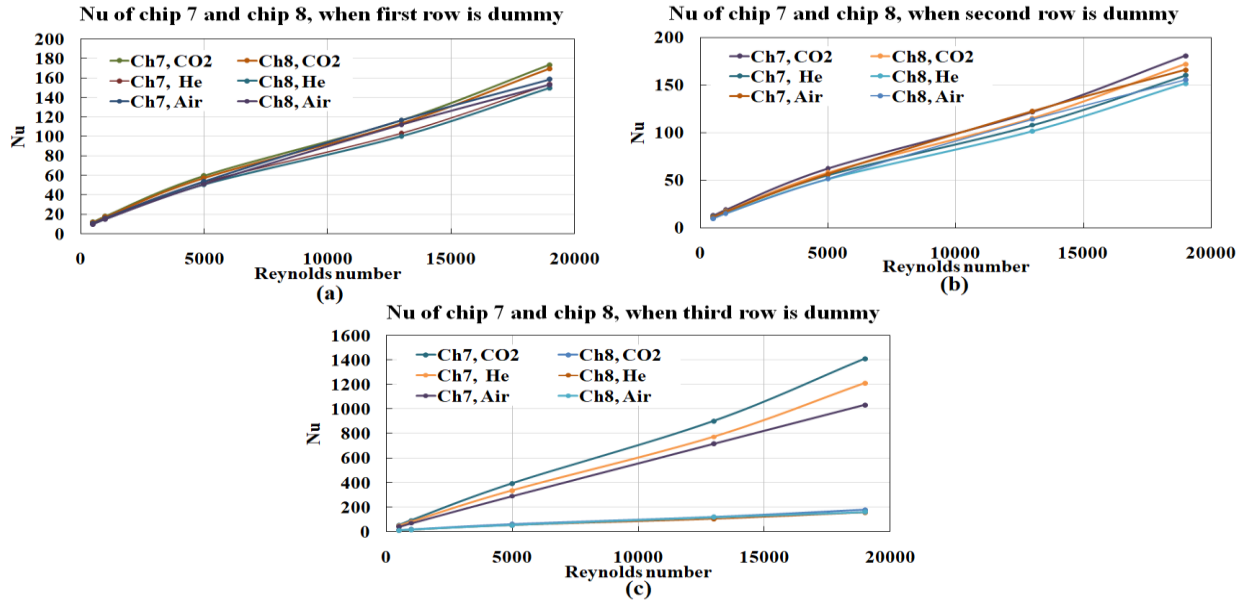 Nu of chip 7 and chip 8, when first row is dummy
200
180
160
140
120
100
80
60
40
20
0
Nu
Ch7, CO2
Ch8, CO2
Ch7, He
Ch8, He
Ch7, Air
Ch8, Air
0 5000 10000 15000 20000
Reynolds number
(a)
Nu of chip 7 and chip 8, when second row is dummy
200
150
100
50
0
Nu
Ch7, CO2
Ch8, CO2
Ch7, He
Ch8, He
Ch7, Air
Ch8, Air
0 5000 10000 15000 20000
Reynolds number
(b)
Nu of chip 7 and chip 8, when third row is dummy
1600
1400
1200
1000
800
600
400
200
0
Nu
Ch7, CO2
Ch8, CO2
Ch7, He
Ch8, He
Ch7, Air
Ch8, Air
0 5000 10000 15000 20000
Reynolds number
(c)